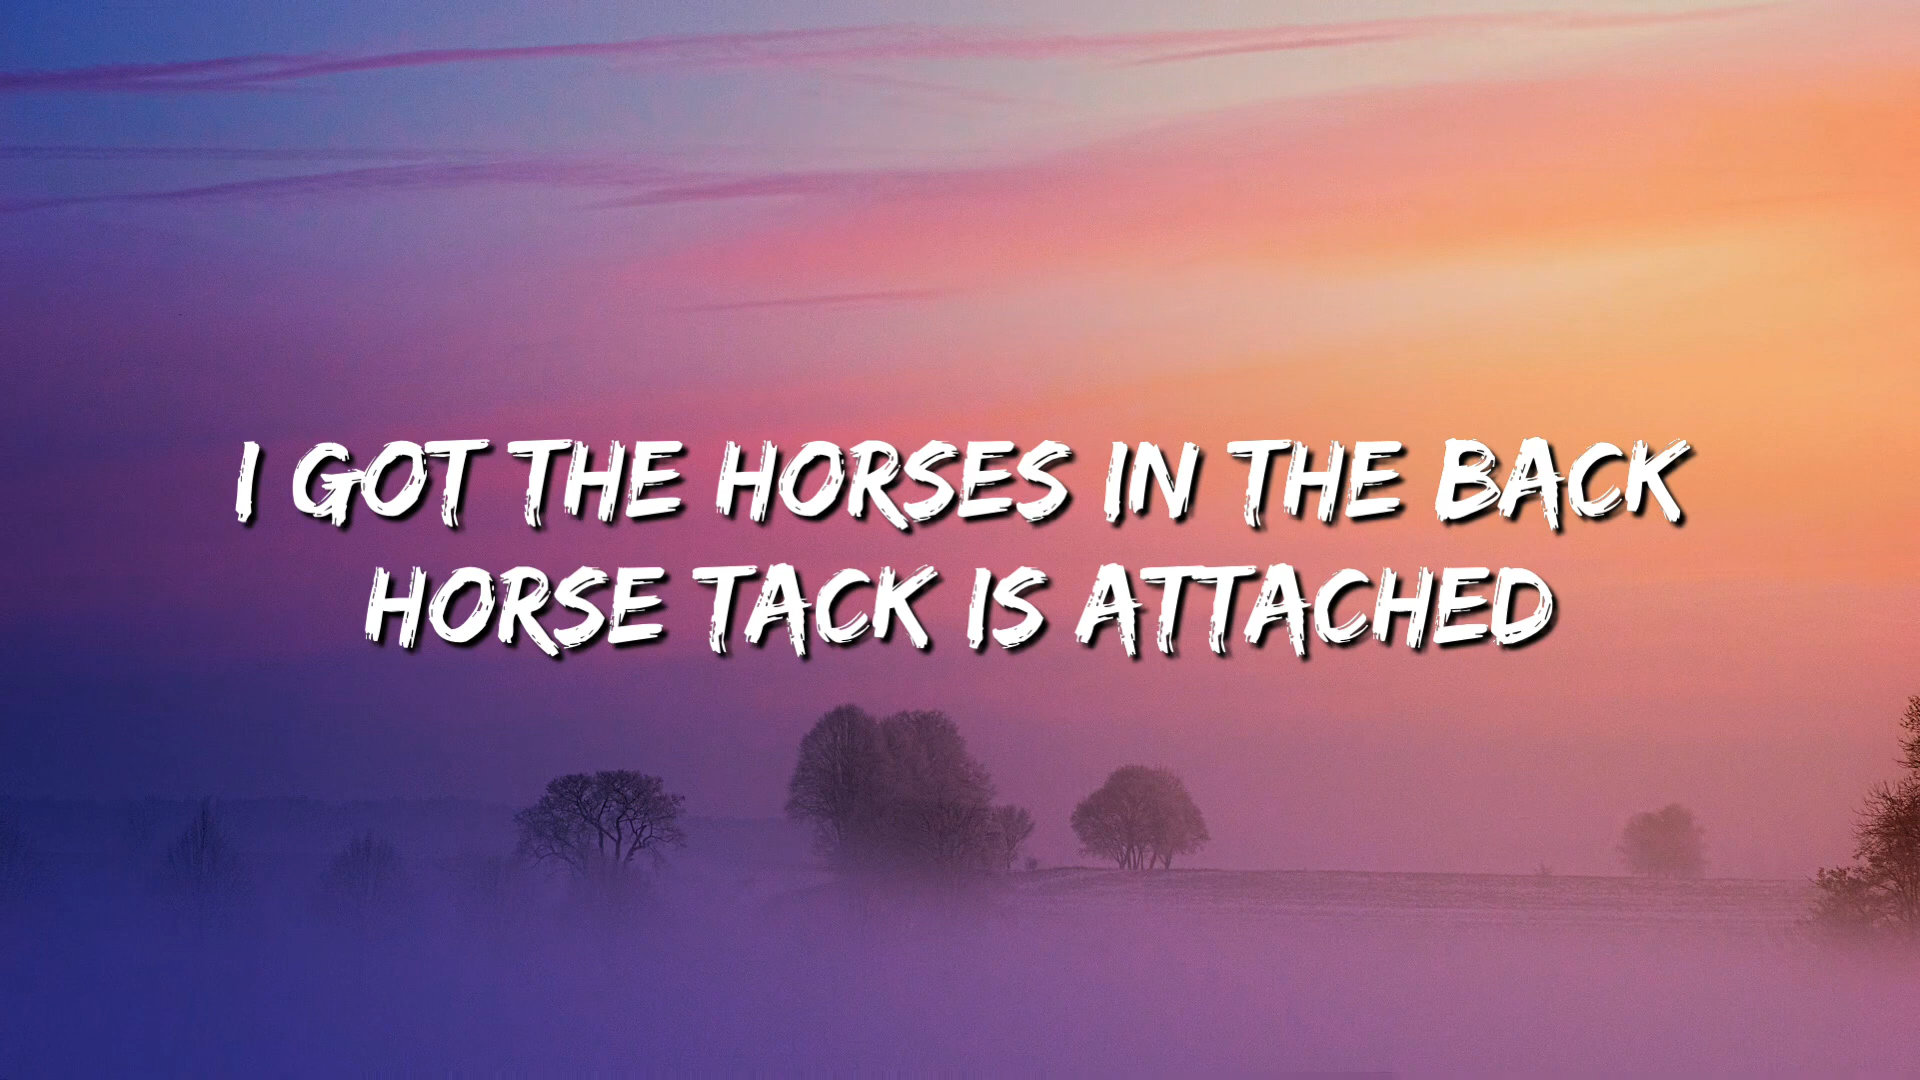 I GOT THE HORSES IN THE BACK
HORSE TACK IS ATTACHED